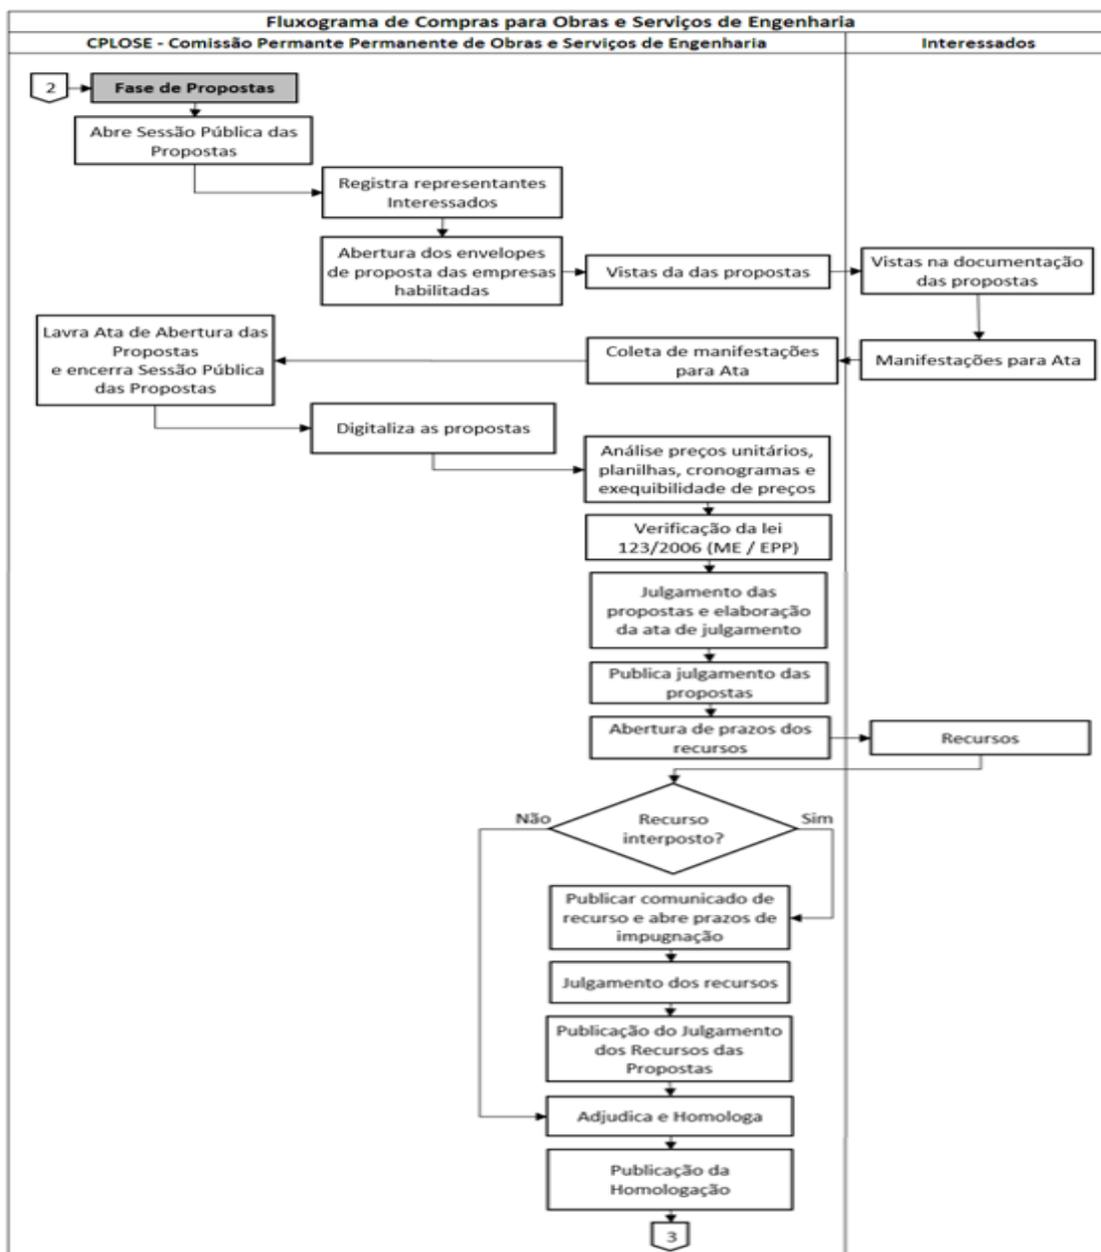 Fluxograma de Compras para Obras e Serviços de Engenharia
CPLOSE - Comissão Permante Permanente de Obras e Serviços de Engenharia
Interessados
2
Fase de Propostas
Abre Sessão Pública das
Propostas
Registra representantes
Interessados
Abertura dos envelopes
de proposta das empresas
habilitadas
Vistas da das propostas
Vistas na documentação
das propostas
Manifestações para Ata
Coleta de manifestações
para Ata
Lavra Ata de Abertura das
Propostas
e encerra Sessão Pública
das Propostas
Digitaliza as propostas
Análise preços unitários,
planilhas, cronogramas e
exequibilidade de preços
Verificação da lei
123/2006 (ME / EPP)
Julgamento das
propostas e elaboração
da ata de julgamento
Publica julgamento das
propostas
Abertura de prazos dos
recursos
Recursos
Recurso
interposto?
Não
Sim
Publicar comunicado de
recurso e abre prazos de
impugnação
Julgamento dos recursos
Publicação do Julgamento
dos Recursos das
Propostas
Adjudica e Homologa
Publicação da
Homologação
3